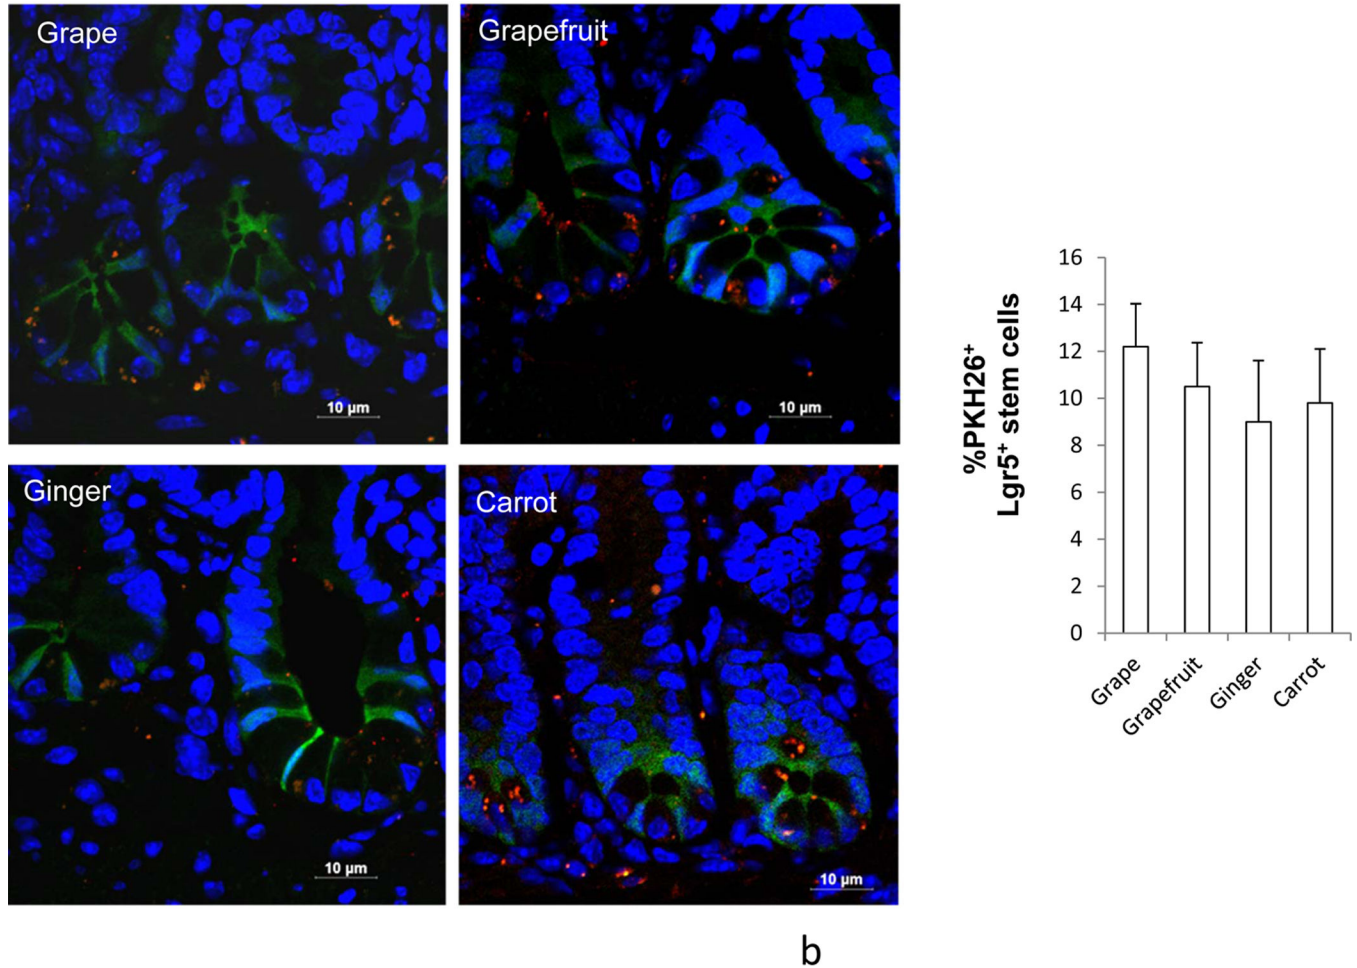 Grape
Grapefruit
10 µm
10 µm
Ginger
Carrot
10 µm
10 µm
%PKH26⁺
Lgr5⁺ stem cells
16
14
12
10
8
6
4
2
0
Grape
Grapefruit
Ginger
Carrot
b